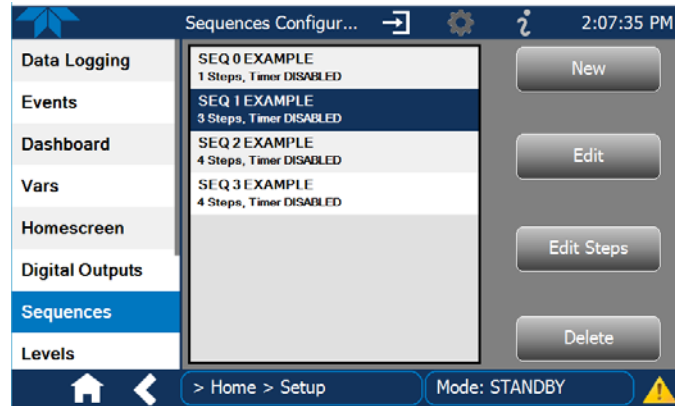 Sequences Configur...
2:07:35 PM
Data Logging
Events
Dashboard
Vars
Homescreen
Digital Outputs
Sequences
Levels
SEQ 0 EXAMPLE
1 Steps, Timer DISABLED
SEQ 1 EXAMPLE
3 Steps, Timer DISABLED
SEQ 2 EXAMPLE
4 Steps, Timer DISABLED
SEQ 3 EXAMPLE
4 Steps, Timer DISABLED
New
Edit
Edit Steps
Delete
> Home > Setup
Mode: STANDBY